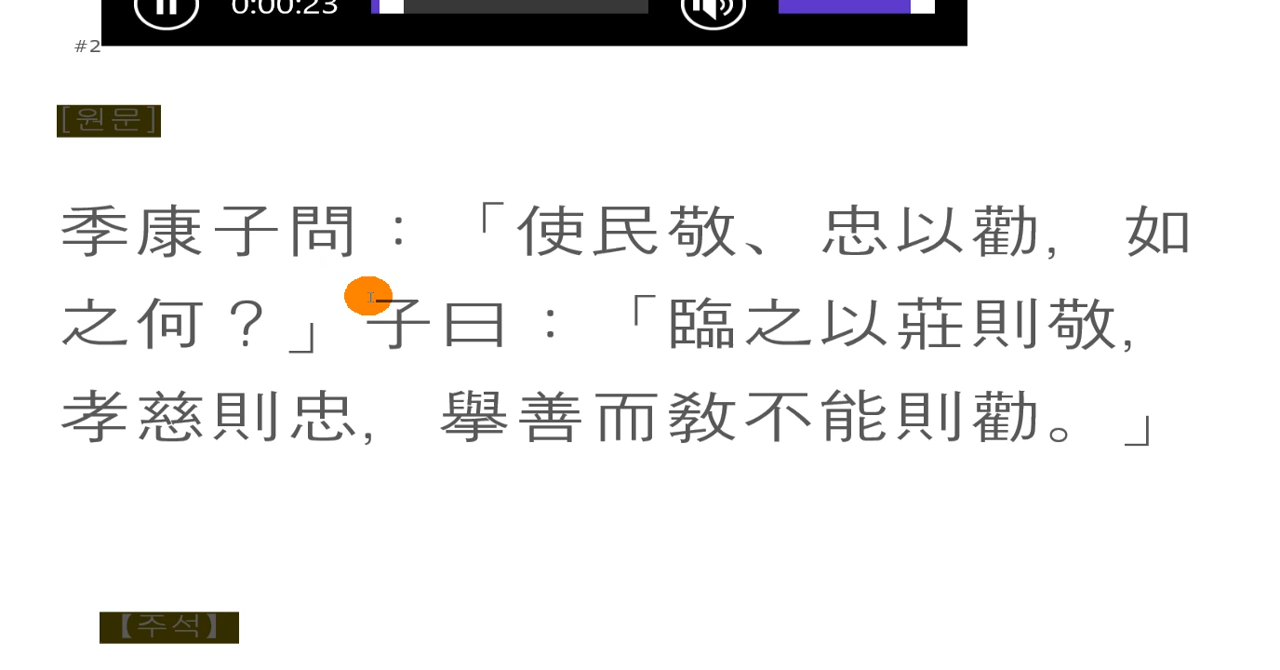 0:00:23
#2
[원문]
季康子問：「使民敬、忠以勸, 如
之何？」子曰：「臨之以莊則敬,
孝慈則忠, 擧善而敎不能則勸。」
【주석】